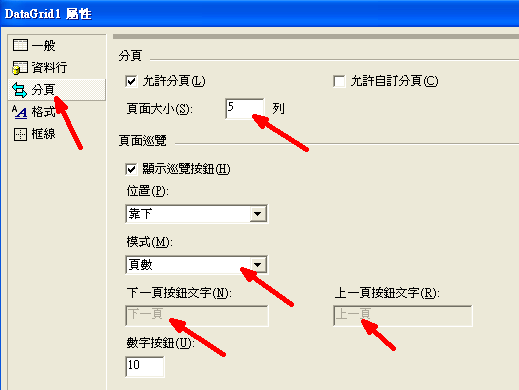 DataGrid1 屬性
一般
資料行
分頁
格式
框線
分頁
允許分頁(L)
允許自訂分頁(C)
頁面大小(S): 5 列
頁面巡覽
顯示巡覽按鈕(H)
位置(P):
靠下
模式(M):
頁數
下一頁按鈕文字(N): 上一頁按鈕文字(R):
下一頁 上一頁
數字按鈕(U):
10